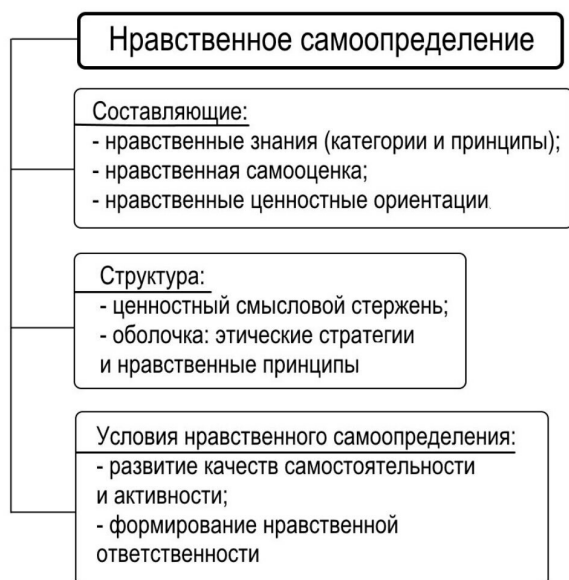 Нравственное самоопределение
Составляющие:
- нравственные знания (категории и принципы);
- нравственная самооценка;
- нравственные ценностные ориентации
Структура:
- ценностный смысловой стержень;
- оболочка: этические стратегии
и нравственные принципы
Условия нравственного самоопределения:
- развитие качеств самостоятельности
и активности;
- формирование нравственной
ответственности